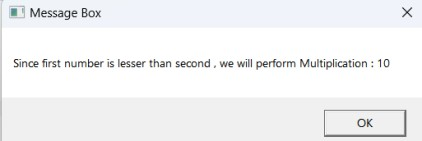 Message Box
Since first number is lesser than second , we will perform Multiplication : 10
OK